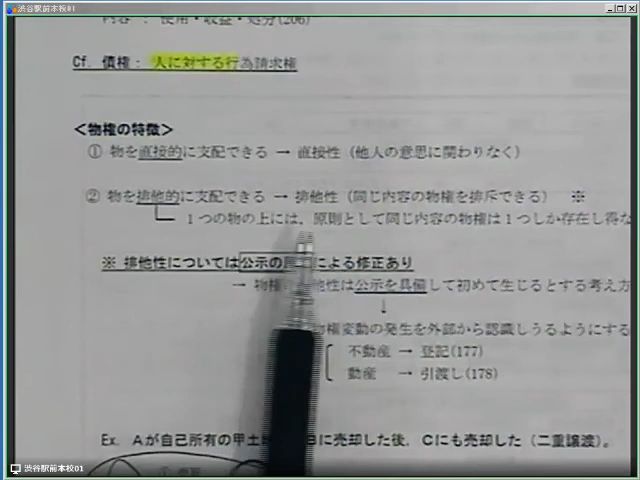 渋谷駅前本校01
内容：使用・収益・処分(206)
Cf. 債権：人に対する行為請求権
＜物権の特徴＞
① 物を直接的に支配できる → 直接性（他人の意思に関わりなく）
② 物を排他的に支配できる → 排他性（同じ内容の物権を排斥できる） ※
1つの物の上には、原則として同じ内容の物権は1つしか存在し得な
※ 排他性については公示の原 による修正あり
→ 物権 他性は公示を具備して初めて生じるとする考え方
↓
物権変動の発生を外部から認識しうるようにする
不動産 → 登記(177)
動産 → 引渡し(178)
Ex. Aが自己所有の甲土 Bに売却した後，Cにも売却した（二重譲渡）。
渋谷駅前本校01